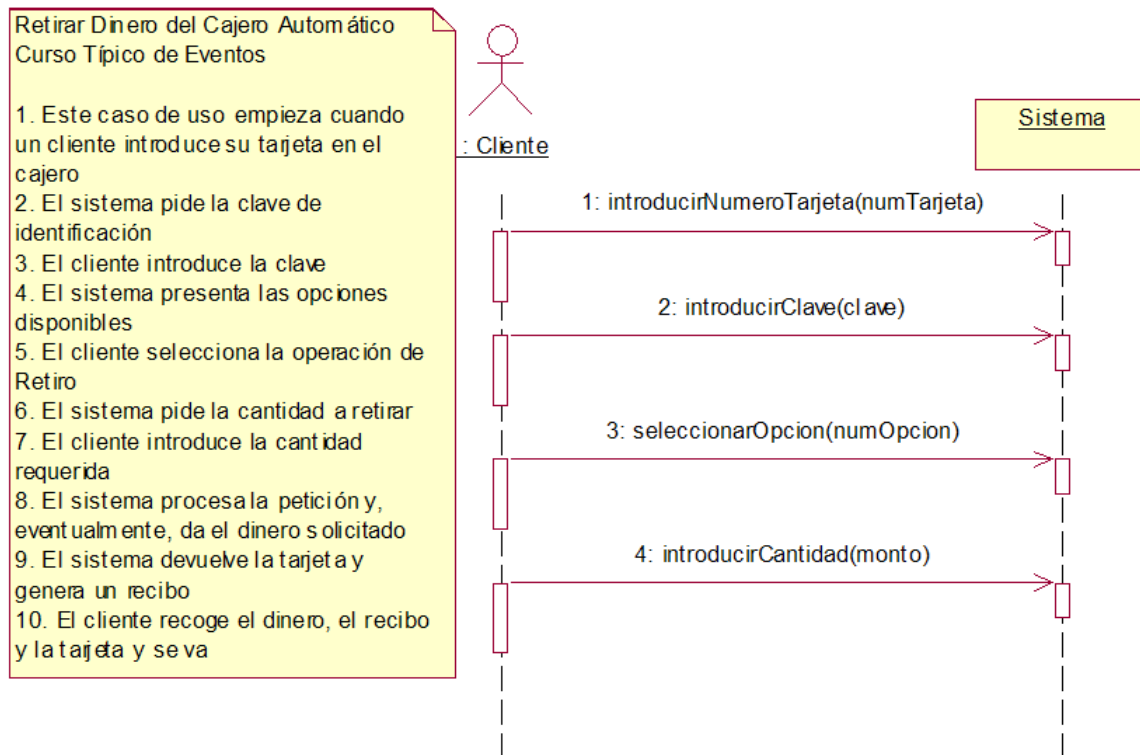 Retirar Dinero del Cajero Automático
Curso Típico de Eventos
1. Este caso de uso empieza cuando
un cliente introduce su tarjeta en el
cajero
2. El sistema pide la clave de
identificación
3. El cliente introduce la clave
4. El sistema presenta las opciones
disponibles
5. El cliente selecciona la operación de
Retiro
6. El sistema pide la cantidad a retirar
7. El cliente introduce la cantidad
requerida
8. El sistema procesa la petición y,
eventualmente, da el dinero solicitado
9. El sistema devuelve la tarjeta y
genera un recibo
10. El cliente recoge el dinero, el recibo
y la tarjeta y se va
: Cliente
Sistema
1: introducirNumeroTarjeta(numTarjeta)
2: introducirClave(clave)
3: seleccionarOpcion(numOpcion)
4: introducirCantidad(monto)